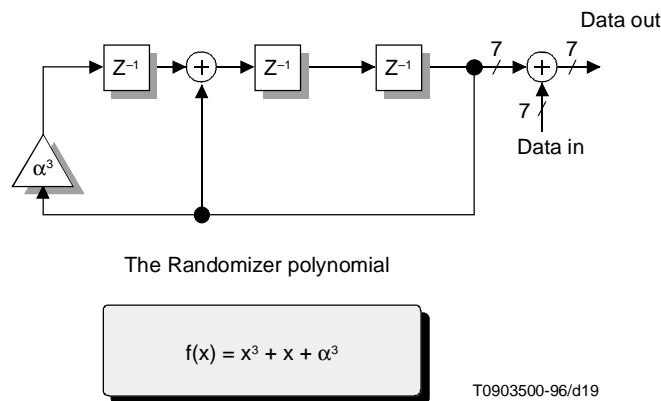 Data out
7
7
Z⁻¹
Z⁻¹
Z⁻¹
7
Data in
α³
The Randomizer polynomial
f(x) = x³ + x + α³
T0903500-96/d19